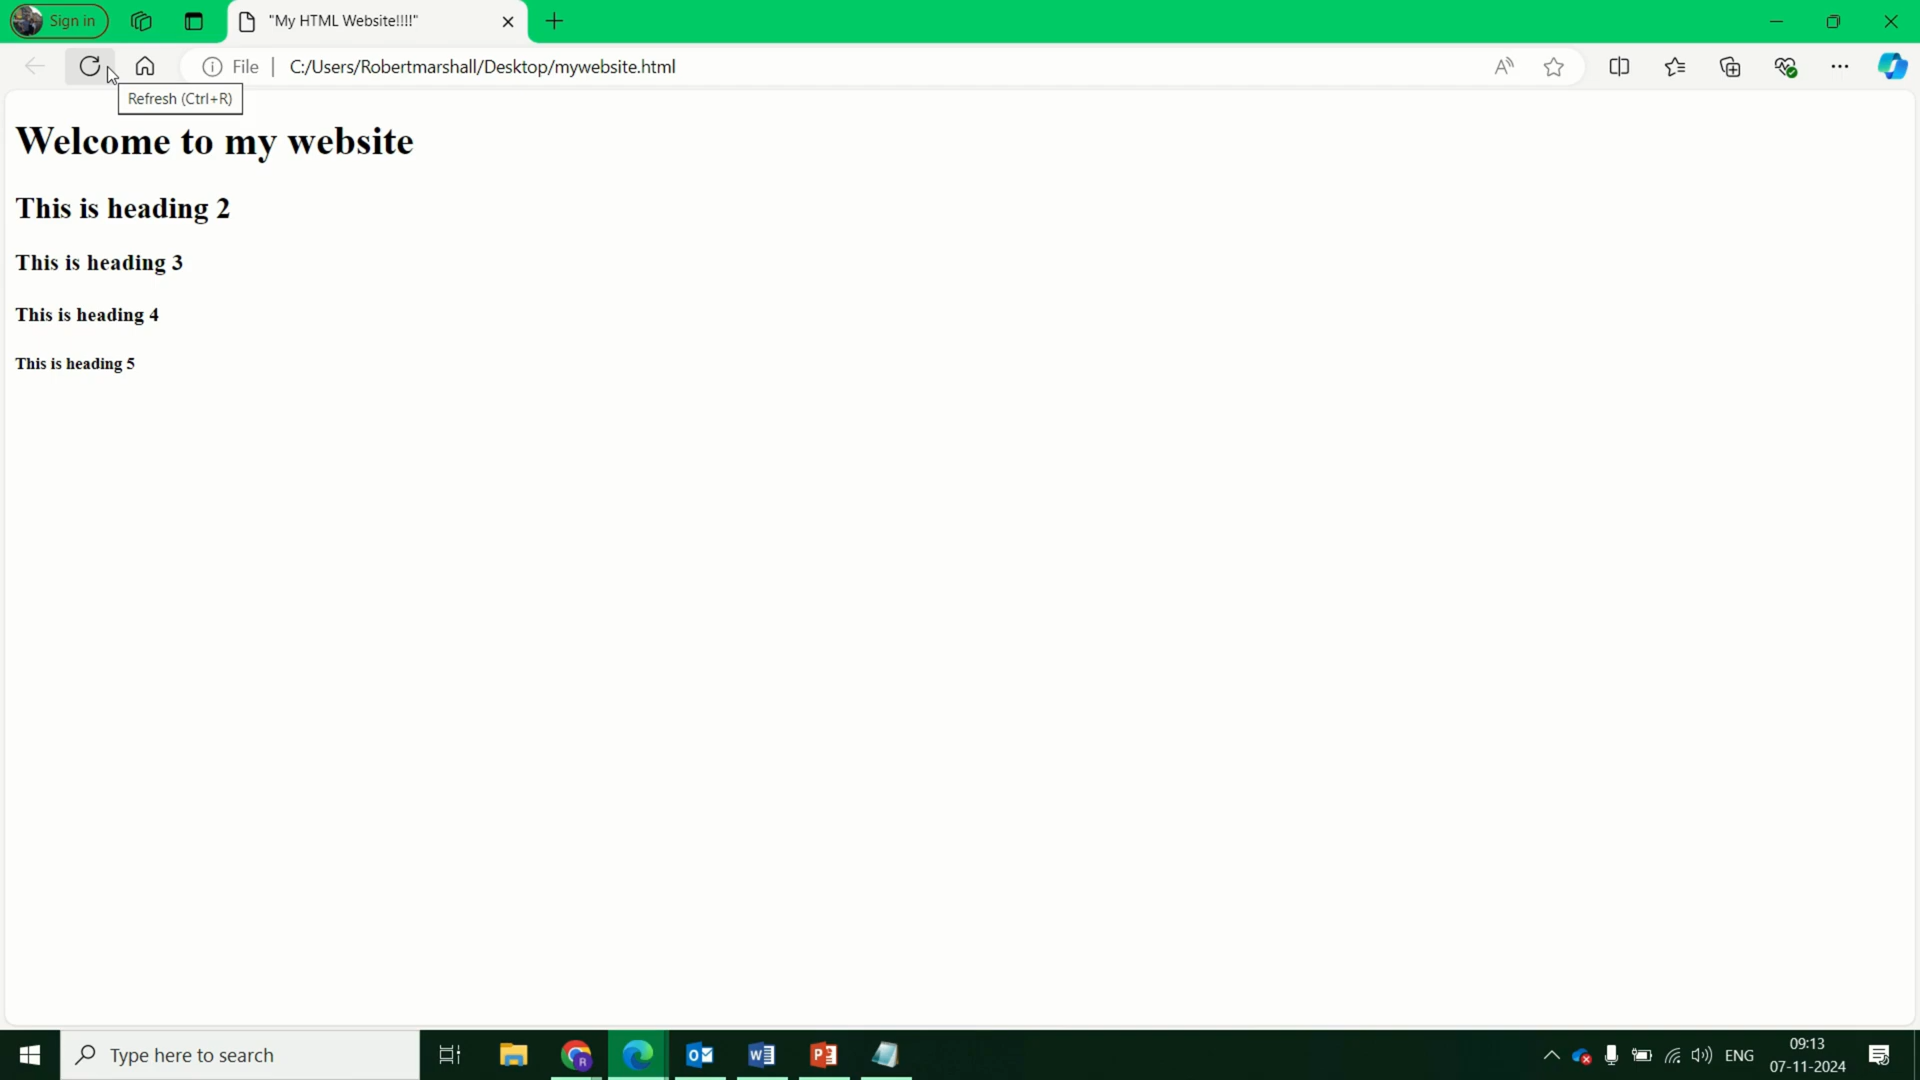 Sign in
"My HTML Website!!!!"
File
C:/Users/Robertmarshall/Desktop/mywebsite.html
Refresh (Ctrl+R)
Welcome to my website
This is heading 2
This is heading 3
This is heading 4
This is heading 5
Type here to search
ENG
09:13
07-11-2024